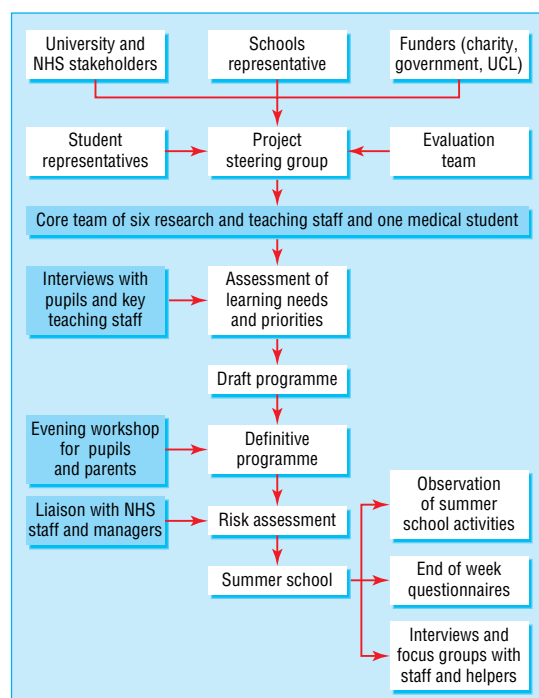 University and
NHS stakeholders
Schools
representative
Funders (charity,
government, UCL)
Student
representatives
Project
steering group
Evaluation
team
Core team of six research and teaching staff and one medical student
Interviews with
pupils and key
teaching staff
Assessment of
learning needs
and priorities
Draft programme
Evening workshop
for pupils
and parents
Definitive
programme
Liaison with NHS
staff and managers
Risk assessment
Summer school
Observation
of summer
school activities
End of week
questionnaires
Interviews and
focus groups with
staff and helpers